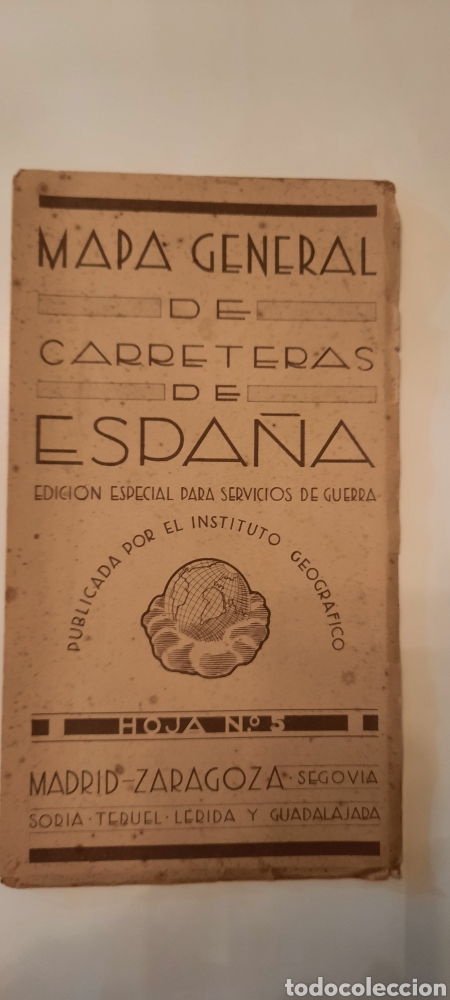 MAPA GENERAL
DE
CARRETERAS
DE
ESPAÑA
EDICION ESPECIAL PARA SERVICIOS DE GUERRA
PUBLICADA POR EL INSTITUTO GEOGRAFICO
HOJA N.º 5
MADRID-ZARAGOZA · SEGOVIA
SORIA · TERUEL · LERIDA Y GUADALAJARA
todocoleccion